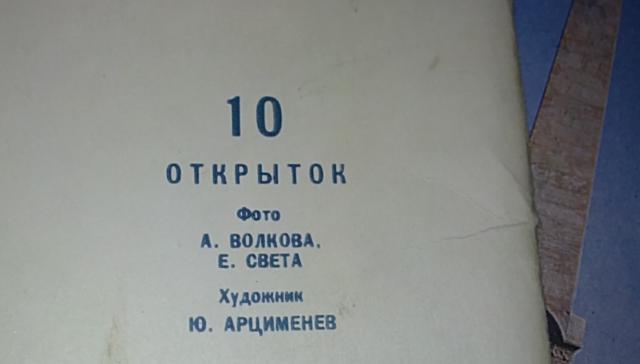 10
ОТКРЫТОК
Фото
А. ВОЛКОВА,
Е. СВЕТА
Художник
Ю. АРЦИМЕНЕВ